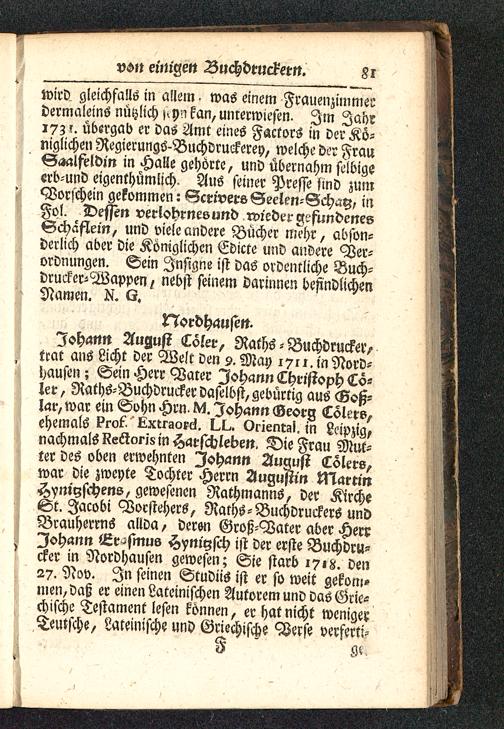 von einigen Buchdruckern. 81
wird gleichfalls in allem, was einem Frauenzimmer
dermaleins nützlich seyn kan, unterwiesen. Im Jahr
1731. übergab er das Amt eines Factors in der Kö-
niglichen Regierungs-Buchdruckerey, welche der Frau
Saalfeldin in Halle gehörte, und übernahm selbige
erb-und eigenthümlich. Aus seiner Presse sind zum
Vorschein gekommen: Scrivers Seelen-Schatz, in
Fol. Dessen verlohrnes und wieder gefundenes
Schäflein, und viele andere Bücher mehr, abson-
derlich aber die Königlichen Edicte und andere Ver-
ordnungen. Sein Insigne ist das ordentliche Buch-
drucker-Wappen, nebst seinem darinnen befindlichen
Namen. N. G.
Nordhausen.
Johann August Cöler, Raths-Buchdrucker,
trat ans Licht der Welt den 9. May 1711. in Nord-
hausen; Sein Herr Vater Johann Christoph Cö-
ler, Raths-Buchdrucker daselbst, gebürtig aus Goß-
lar, war ein Sohn Hrn. M. Johann Georg Cölers,
ehemals Prof. Extraord. LL. Oriental. in Leipzig,
nachmals Rectoris in Harschleben. Die Frau Mut-
ter des oben erwehnten Johann August Cölers,
war die zweyte Tochter Herrn Augustin Martin
Hynitzschens, gewesenen Rathmanns, der Kirche
St. Jacobi Vorstehers, Raths-Buchdruckers und
Brauherrns allda, deren Groß-Vater aber Herr
Johann Erasmus Hynitzsch ist der erste Buchdru-
cker in Nordhausen gewesen; Sie starb 1718. den
27. Nov. In seinen Studiis ist er so weit gekom-
men, daß er einen Lateinischen Autorem und das Grie-
chische Testament lesen können, er hat nicht weniger
Teutsche, Lateinische und Griechische Verse verferti-
F ge